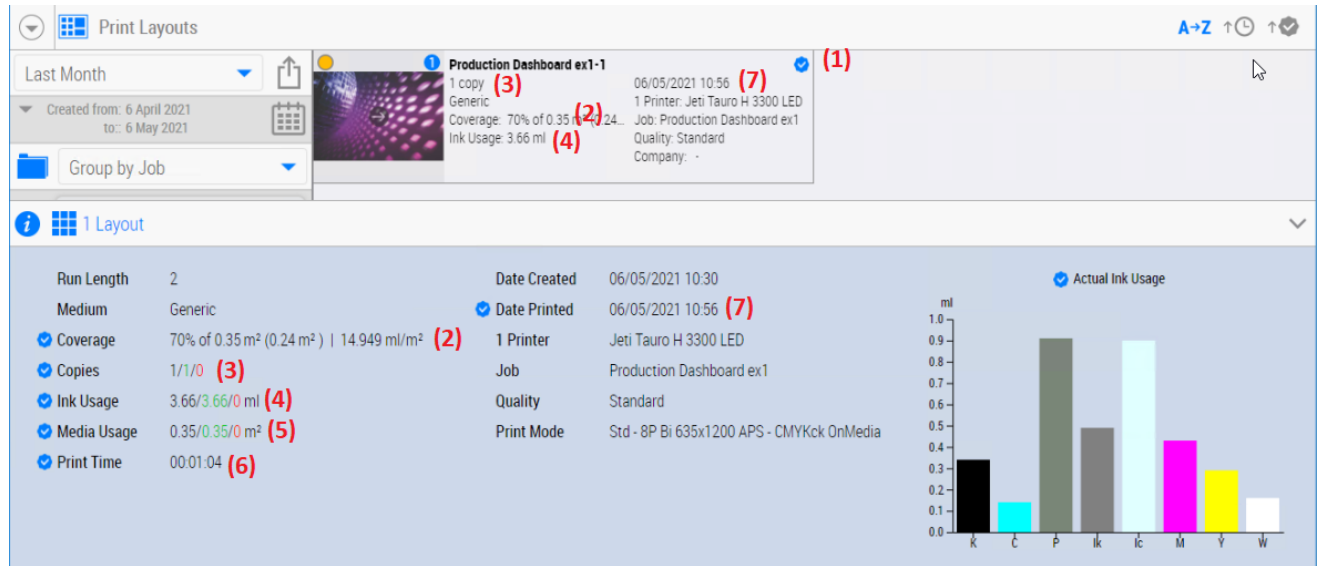 Print Layouts
A→Z
Last Month
Created from: 6 April 2021
to:: 6 May 2021
Group by Job
1
Production Dashboard ex1-1
(1)
1 copy (3)
06/05/2021 10:56 (7)
Generic
1 Printer: Jeti Tauro H 3300 LED
Coverage: 70% of 0.35 m² (0.24... (2)
Job: Production Dashboard ex1
Ink Usage: 3.66 ml (4)
Quality: Standard
Company: -
1 Layout
Run Length 2
Medium Generic
Coverage 70% of 0.35 m² (0.24 m² ) | 14.949 ml/m² (2)
Copies 1/1/0 (3)
Ink Usage 3.66/3.66/0 ml (4)
Media Usage 0.35/0.35/0 m² (5)
Print Time 00:01:04 (6)
Date Created 06/05/2021 10:30
Date Printed 06/05/2021 10:56 (7)
1 Printer Jeti Tauro H 3300 LED
Job Production Dashboard ex1
Quality Standard
Print Mode Std - 8P Bi 635x1200 APS - CMYKck OnMedia
Actual Ink Usage
ml
1.0
0.9
0.8
0.7
0.6
0.5
0.4
0.3
0.2
0.1
0.0
K C P lk lc M Y W